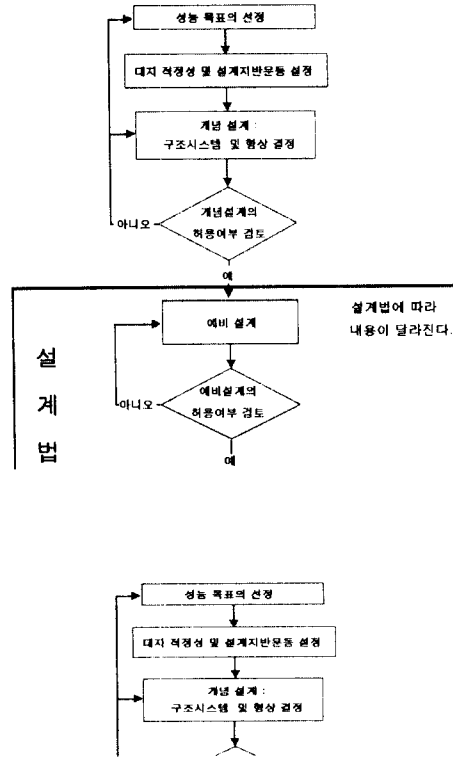 성능 목표의 선정
대지 적정성 및 설계지반운동 설정
개념 설계 :
구조시스템 및 형상 결정
개념설계의
허용여부 검토
아니오
예
예비 설계
설계법에 따라
내용이 달라진다.
설
계
법
예비설계의
허용여부 검토
아니오
예
성능 목표의 선정
대지 적정성 및 설계지반운동 설정
개념 설계 :
구조시스템 및 형상 결정